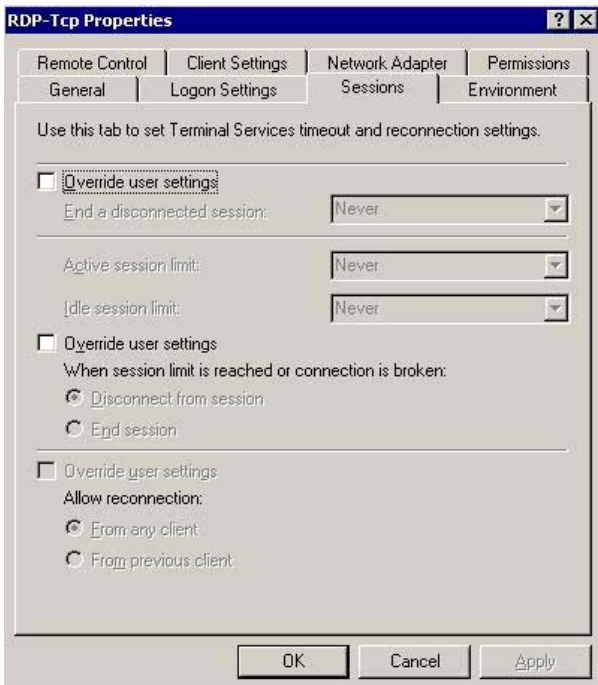 RDP-Tcp Properties
Remote Control Client Settings Network Adapter Permissions
General Logon Settings Sessions Environment
Use this tab to set Terminal Services timeout and reconnection settings.
Override user settings
End a disconnected session: Never
Active session limit: Never
Idle session limit: Never
Override user settings
When session limit is reached or connection is broken:
Disconnect from session
End session
Override user settings
Allow reconnection:
From any client
From previous client
OK Cancel Apply